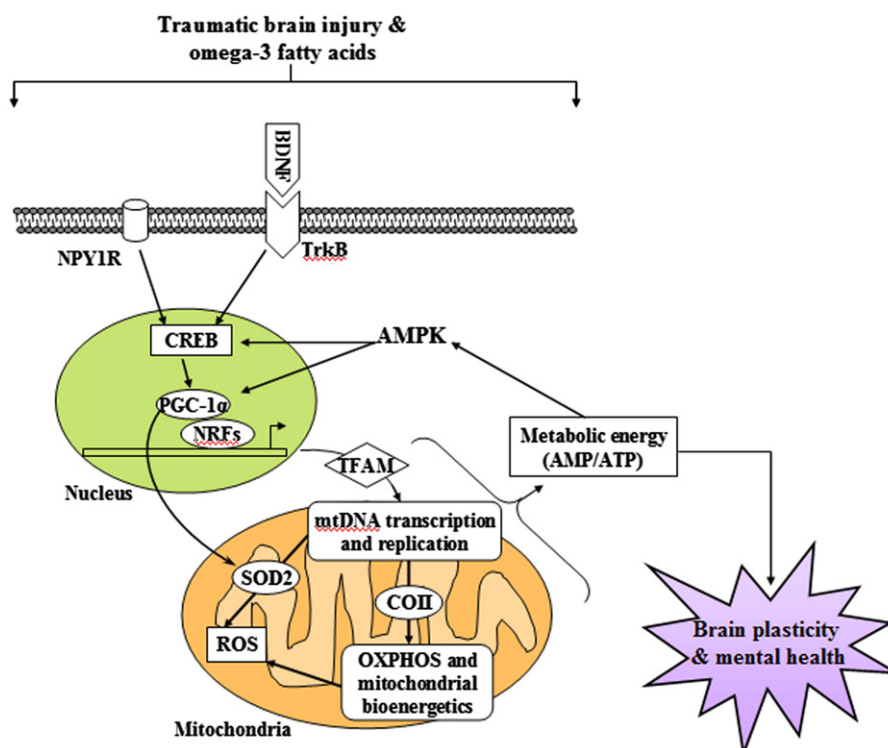 Traumatic brain injury &
omega-3 fatty acids
BDNF
NPY1R
TrkB
CREB
AMPK
PGC-1α
NRFs
Metabolic energy
(AMP/ATP)
TFAM
Nucleus
mtDNA transcription
and replication
SOD2
COII
Brain plasticity
& mental health
ROS
OXPHOS and
mitochondrial
bioenergetics
Mitochondria